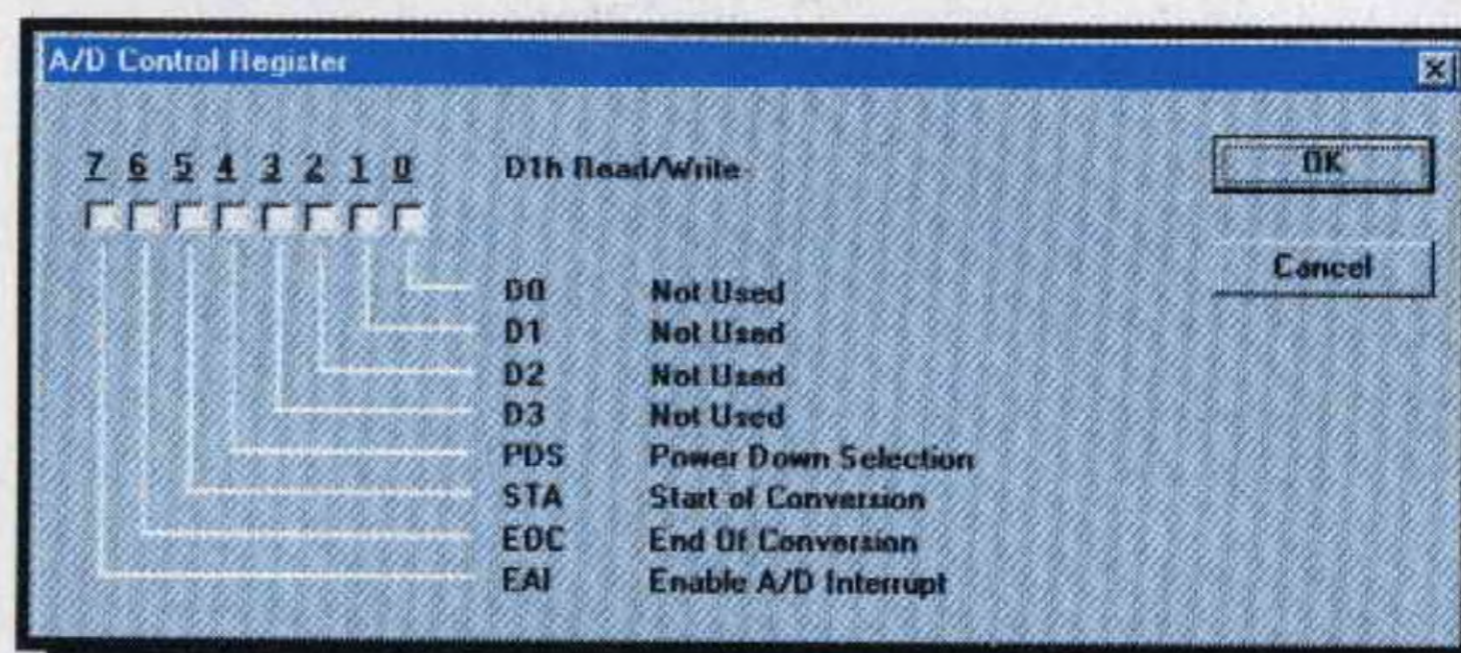 A/D Control Register
7 6 5 4 3 2 1 0
D1h Read/Write
OK
Cancel
D0 Not Used
D1 Not Used
D2 Not Used
D3 Not Used
PDS Power Down Selection
STA Start of Conversion
EOC End Of Conversion
EAI Enable A/D Interrupt